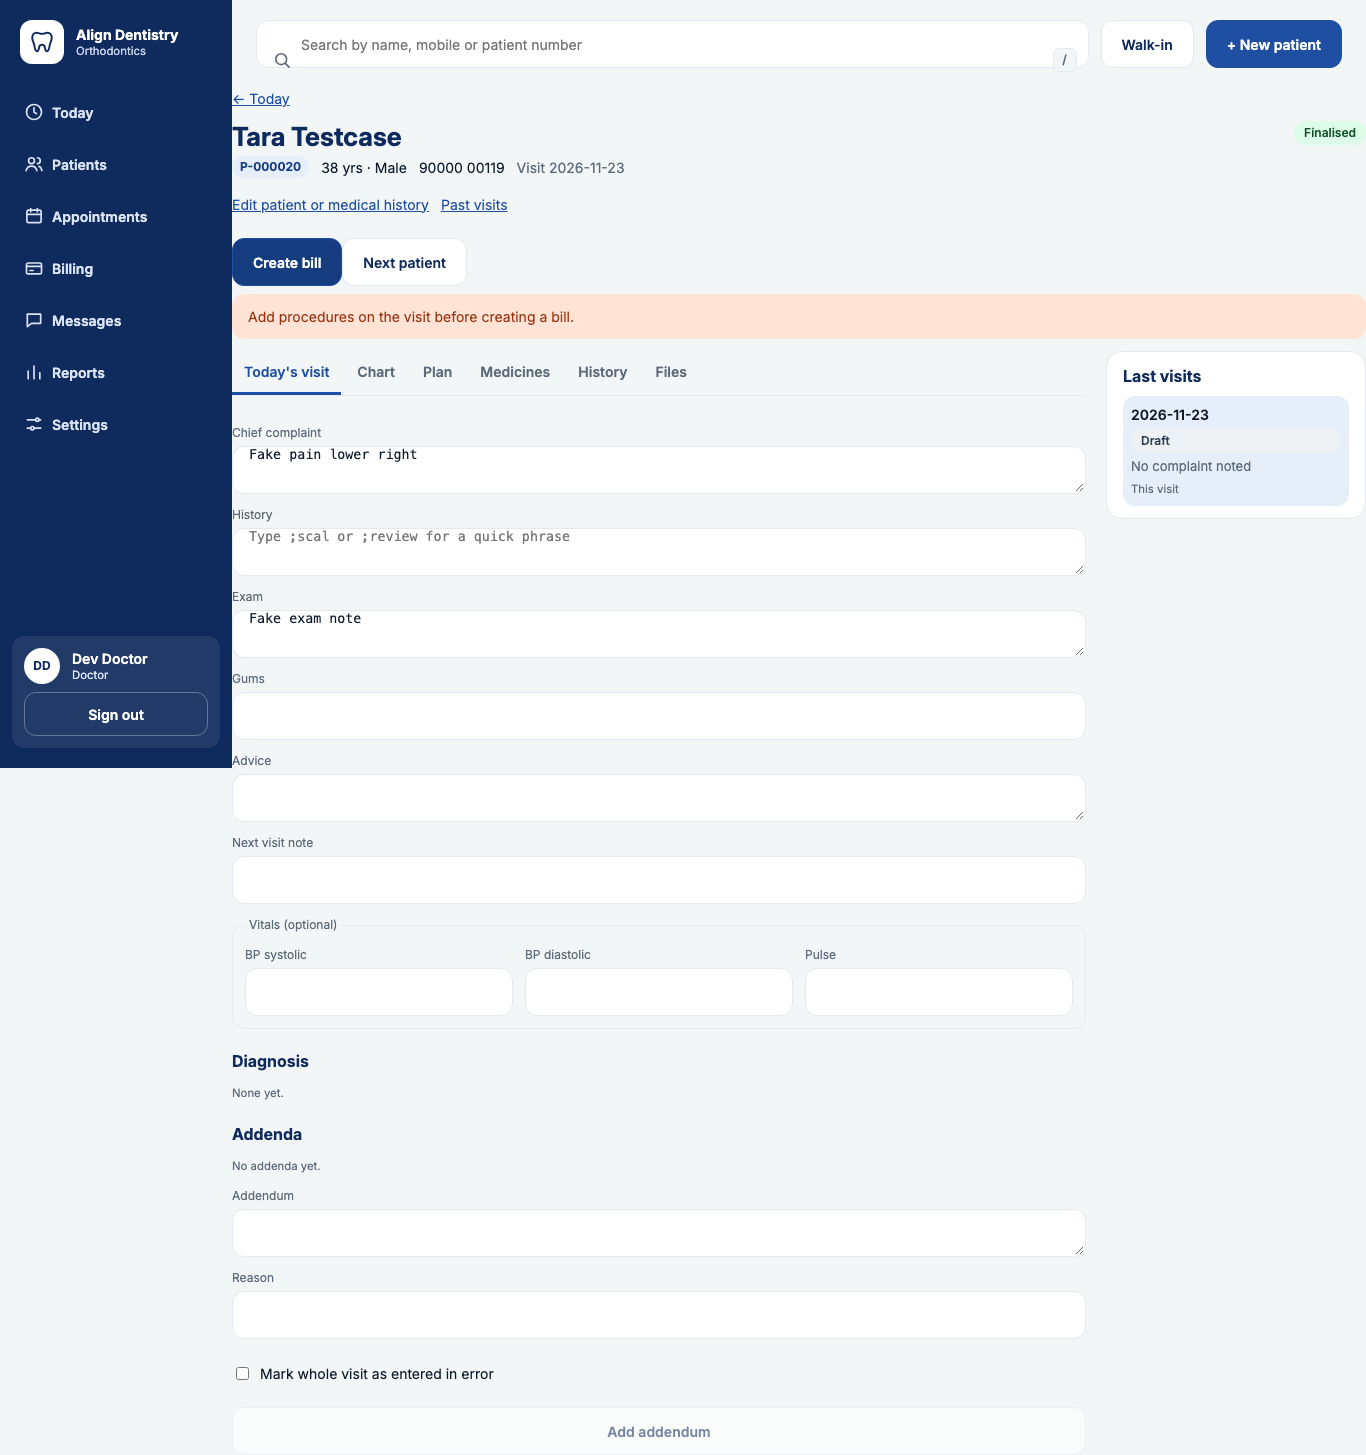 Align Dentistry
Orthodontics
Today
Patients
Appointments
Billing
Messages
Reports
Settings
DD
Dev Doctor
Doctor
Sign out
Search by name, mobile or patient number
/
Walk-in
+ New patient
← Today
Tara Testcase
Finalised
P-000020 38 yrs · Male 90000 00119 Visit 2026-11-23
Edit patient or medical history Past visits
Create bill Next patient
Add procedures on the visit before creating a bill.
Today's visit Chart Plan Medicines History Files
Chief complaint
Fake pain lower right
History
Type ;scal or ;review for a quick phrase
Exam
Fake exam note
Gums
Advice
Next visit note
Vitals (optional)
BP systolic BP diastolic Pulse
Diagnosis
None yet.
Addenda
No addenda yet.
Addendum
Reason
Mark whole visit as entered in error
Add addendum
Last visits
2026-11-23
Draft
No complaint noted
This visit